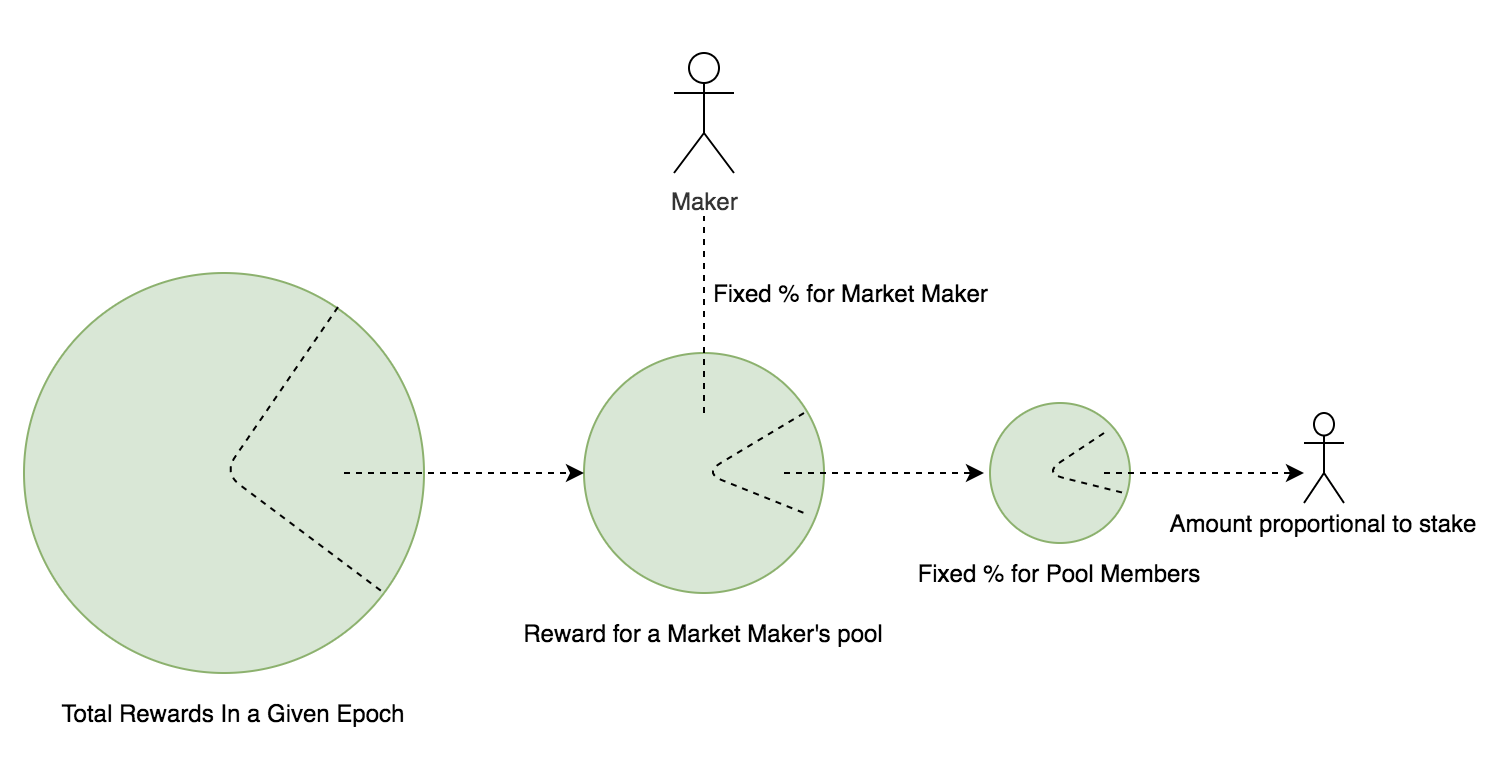 Maker
Fixed % for Market Maker
Amount proportional to stake
Fixed % for Pool Members
Reward for a Market Maker's pool
Total Rewards In a Given Epoch